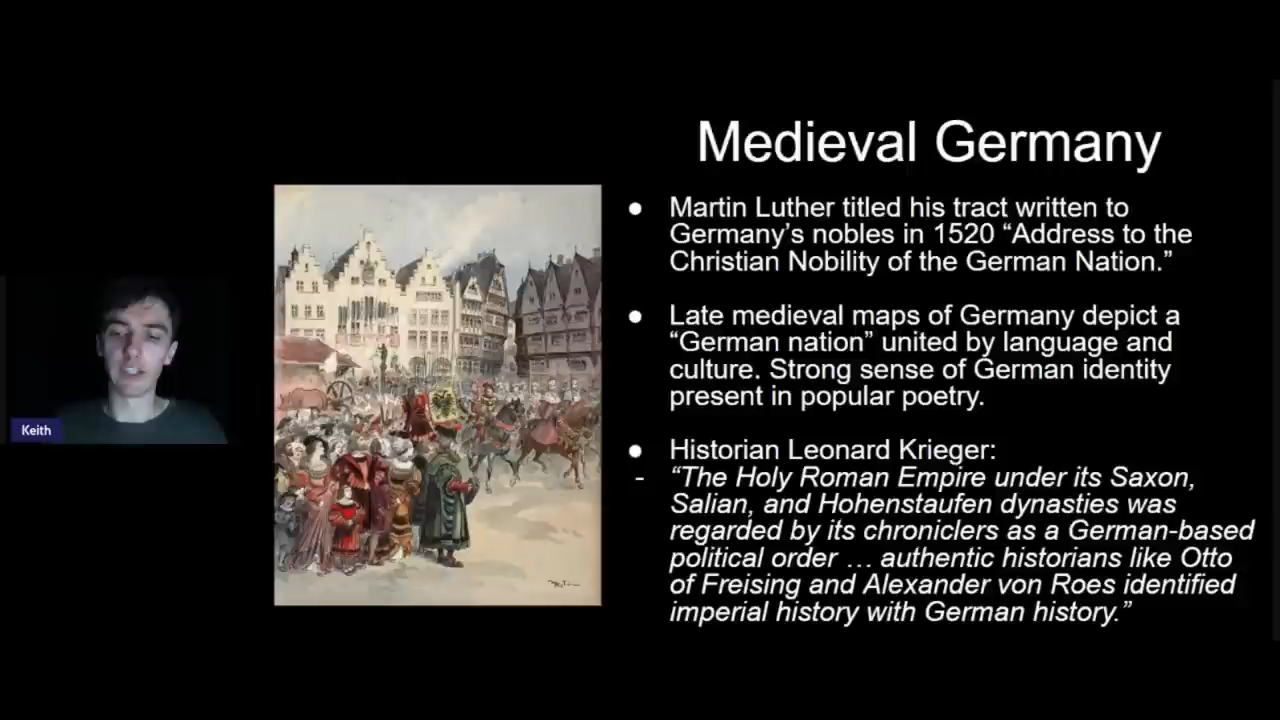 Medieval Germany
● Martin Luther titled his tract written to
Germany’s nobles in 1520 “Address to the
Christian Nobility of the German Nation.”
● Late medieval maps of Germany depict a
“German nation” united by language and
culture. Strong sense of German identity
present in popular poetry.
● Historian Leonard Krieger:
- “The Holy Roman Empire under its Saxon,
Salian, and Hohenstaufen dynasties was
regarded by its chroniclers as a German-based
political order … authentic historians like Otto
of Freising and Alexander von Roes identified
imperial history with German history.”
Keith